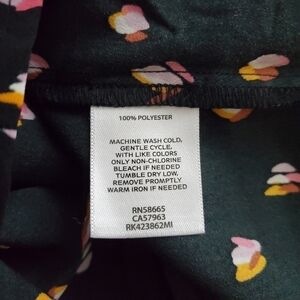 100% POLYESTER
MACHINE WASH COLD,
GENTLE CYCLE,
WITH LIKE COLORS
ONLY NON-CHLORINE
BLEACH IF NEEDED
TUMBLE DRY LOW,
REMOVE PROMPTLY
WARM IRON IF NEEDED
RN58665
CA57963
RK423862MI